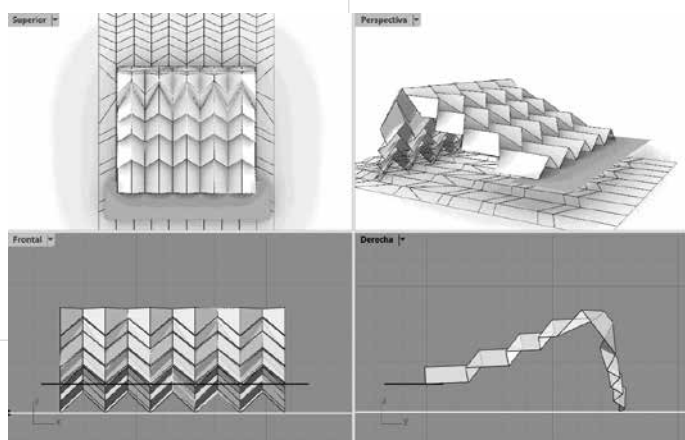 Superior
Perspectiva
Frontal
Derecha
z
x
z
Y